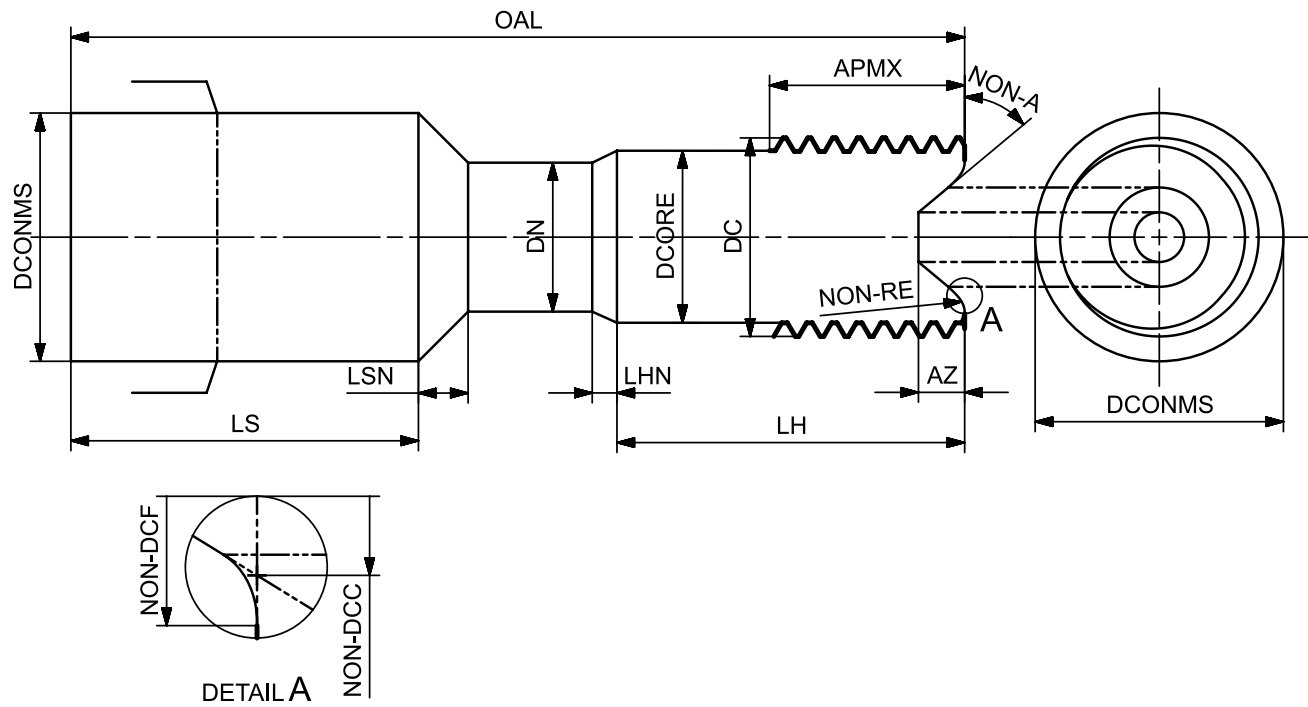 OAL
APMX
NON-A
DCONMS
DN
DCORE
DC
NON-RE
A
LSN
LHN
AZ
DCONMS
LS
LH
NON-DCF
NON-DCC
DETAIL A